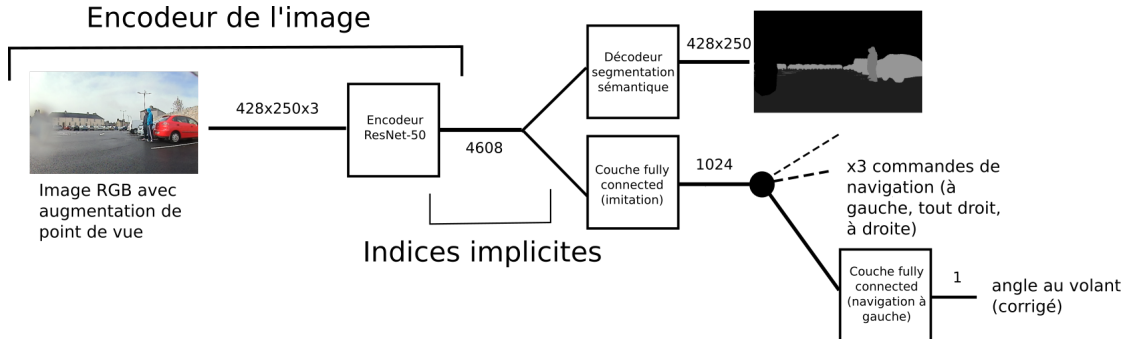 Encodeur de l'image
428x250x3
Encodeur
ResNet-50
4608
Image RGB avec
augmentation de
point de vue
Indices implicites
Décodeur
segmentation
sémantique
428x250
Couche fully
connected
(imitation)
1024
x3 commandes de
navigation (à
gauche, tout droit,
à droite)
Couche fully
connected
(navigation à
gauche)
1
angle au volant
(corrigé)